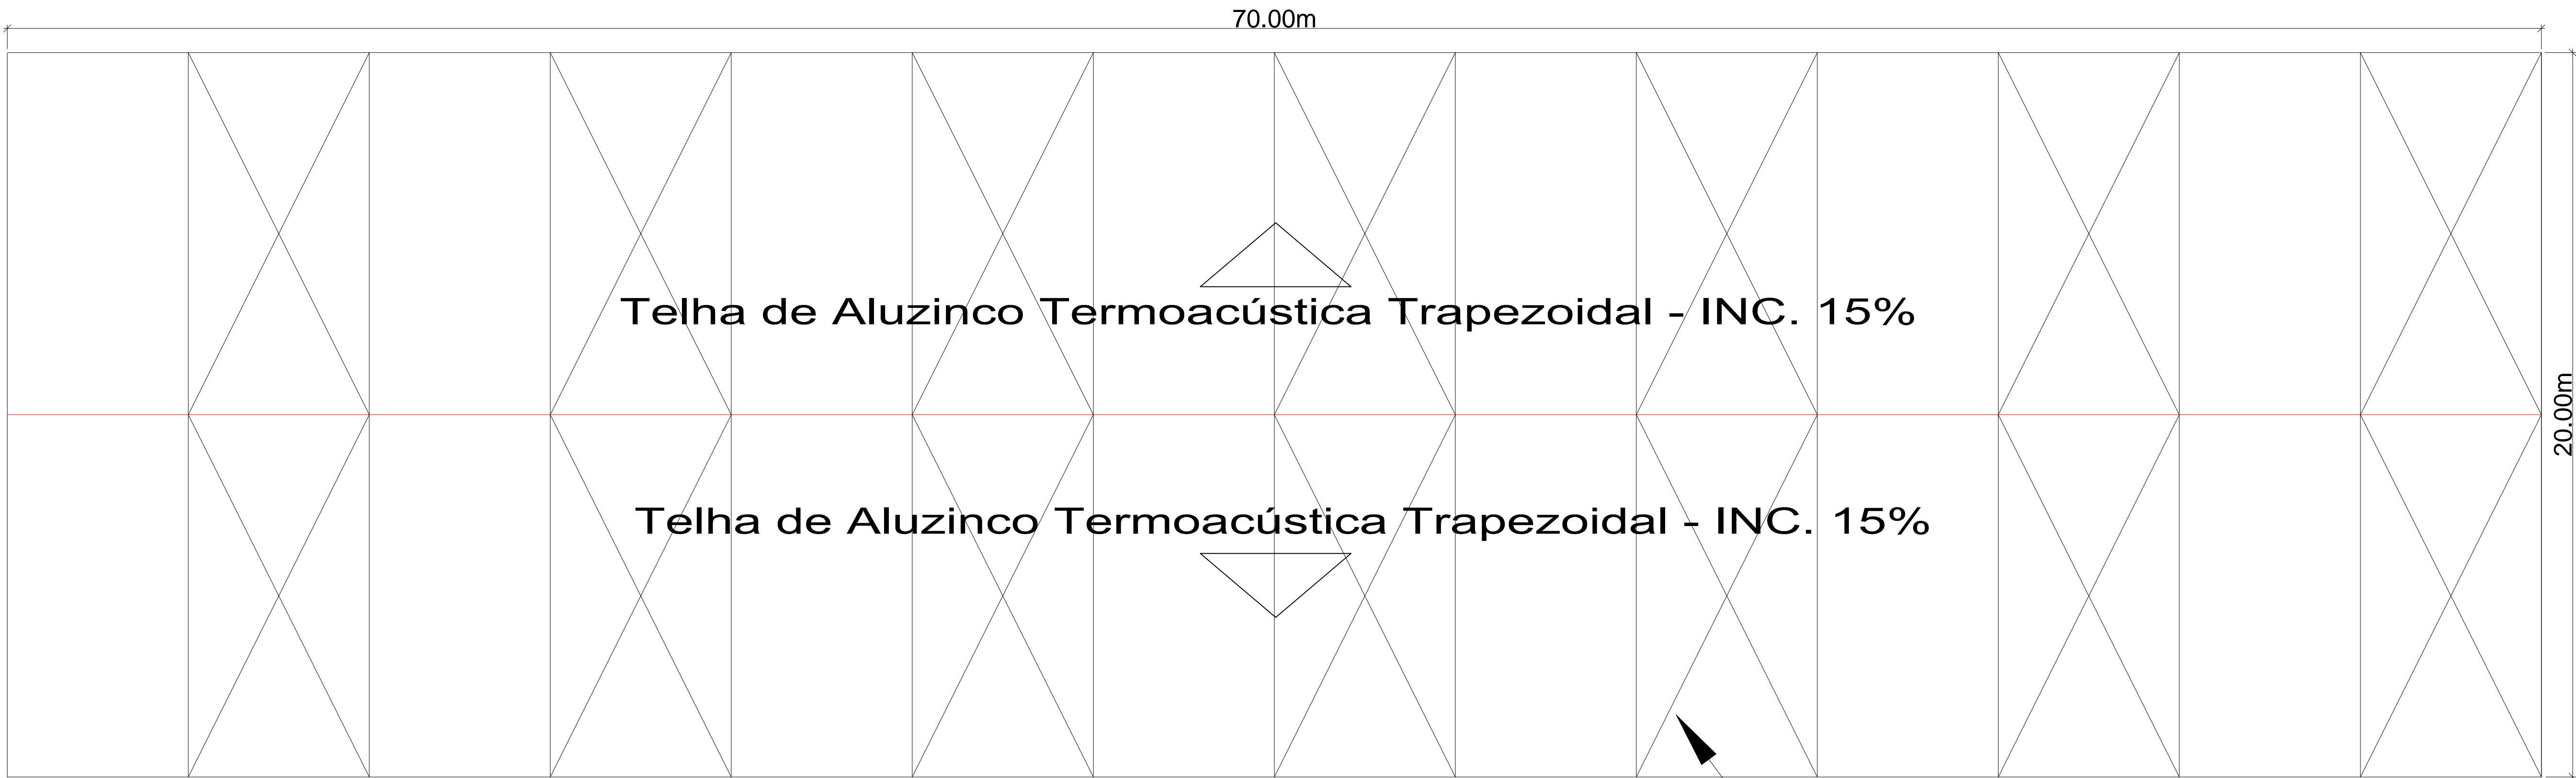 70.00m
Telha de Aluzinco Termoacústica Trapezoidal - INC. 15%
20.00m
Telha de Aluzinco Termoacústica Trapezoidal - INC. 15%